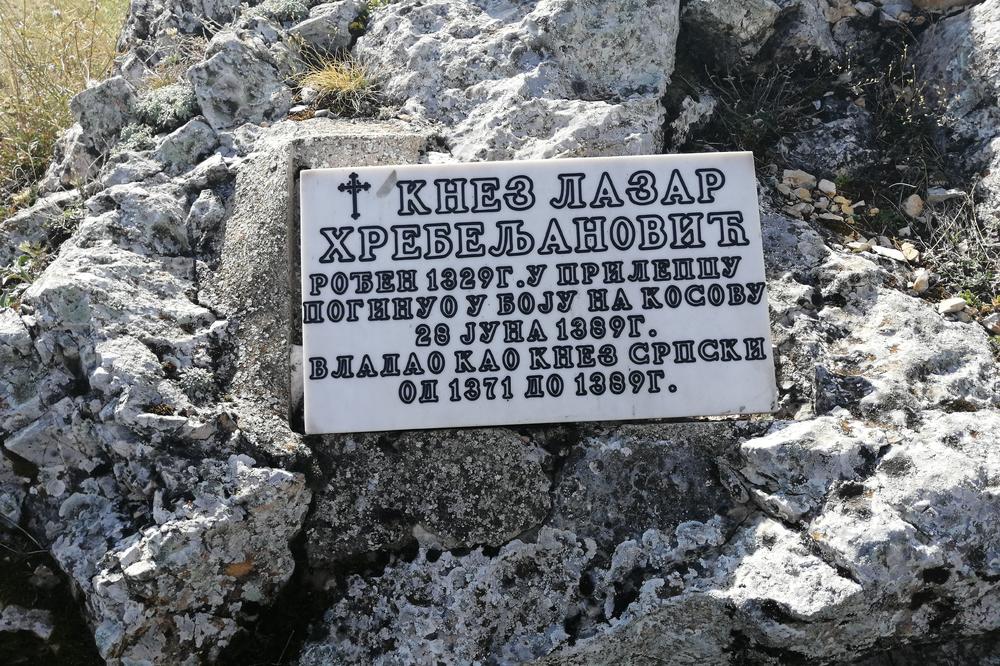 КНЕЗ ЛАЗАР
ХРЕБЕЉАНОВИЋ
РОЂЕН 1329Г. У ПРИЛЕПЦУ
ПОГИНУО У БОЈУ НА КОСОВУ
28 ЈУНА 1389Г.
ВЛАДАО КАО КНЕЗ СРПСКИ
ОД 1371 ДО 1389Г.